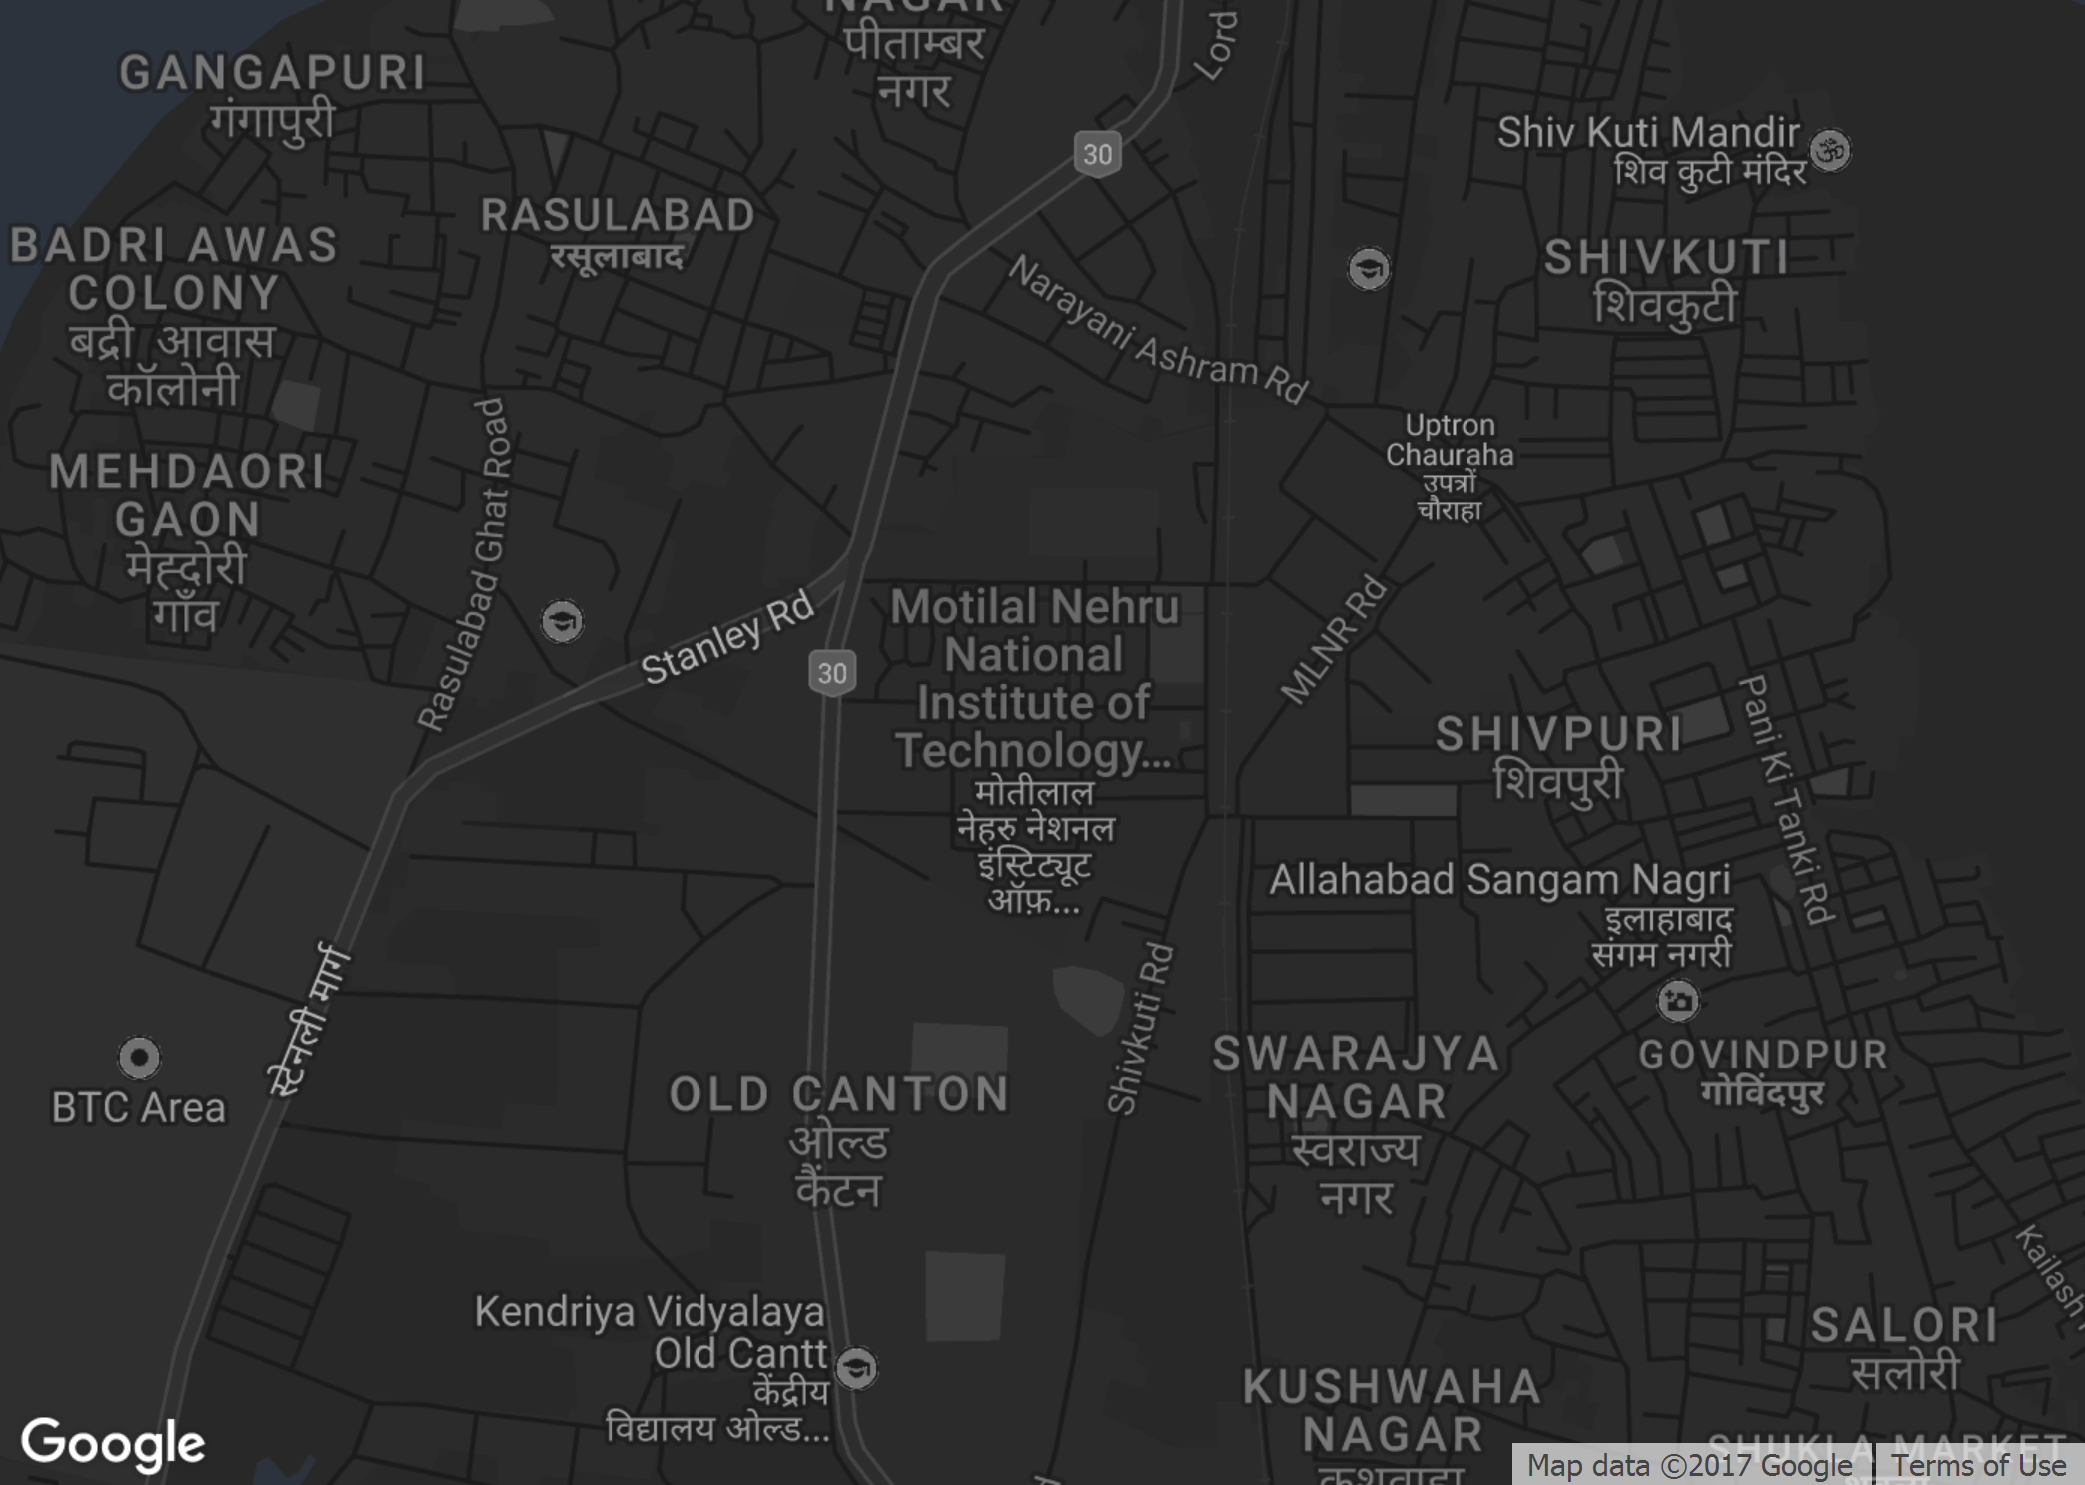 NAGAR
पीताम्बर
नगर
Lord
GANGAPURI
गंगापुरी
30
Shiv Kuti Mandir
शिव कुटी मंदिर
RASULABAD
रसूलाबाद
BADRI AWAS
COLONY
बद्री आवास
कॉलोनी
SHIVKUTI
शिवकुटी
Narayani Ashram Rd
Uptron
Chauraha
उपत्रों
चौराहा
MEHDAORI
GAON
मेह्दोरी
गाँव
Rasulabad Ghat Road
Stanley Rd
30
Motilal Nehru
National
Institute of
Technology...
मोतीलाल
नेहरु नेशनल
इंस्टिट्यूट
ऑफ़...
MLNR Rd
SHIVPURI
शिवपुरी
Pani Ki Tanki Rd
Allahabad Sangam Nagri
इलाहाबाद
संगम नगरी
स्टेनली मार्ग
Shivkuti Rd
BTC Area
OLD CANTON
ओल्ड
कैंटन
SWARAJYA
NAGAR
स्वराज्य
नगर
GOVINDPUR
गोविंदपुर
Kailash
Kendriya Vidyalaya
Old Cantt
केंद्रीय
विद्यालय ओल्ड...
SALORI
सलोरी
KUSHWAHA
NAGAR
SHUKLA MARKET
Google
Map data ©2017 Google
Terms of Use